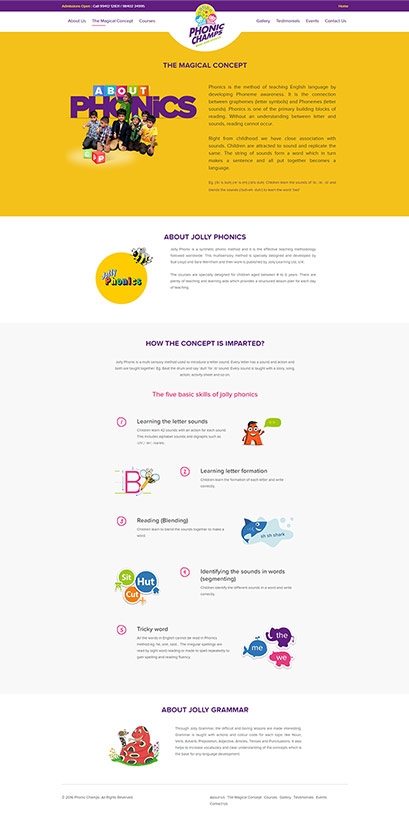 Admissions Open : Call
Home
About Us The Magical Concept Courses
PHONIC
CHAMPS
Gallery Testimonials Events Contact Us
THE MAGICAL CONCEPT
ABOUT
PHONICS
Phonics is the method of teaching English language by
developing Phoneme awareness. It is the connection
between graphemes (letter symbols) and Phonemes (letter
sounds). Phonics is one of the primary building blocks of
reading. Without an understanding between letter and
sounds, reading cannot occur.
Right from childhood we have close association with
sounds. Children are attracted to sound and replicate the
same. The string of sounds form a word which in turn
makes a sentence and all put together becomes a
language.
ABOUT JOLLY PHONICS
Jolly Phonics
Jolly Phonic is a synthetic phonic method and it is the effective teaching methodology
followed worldwide. This multisensory method is specially designed and developed by
Sue Lloyd and Sara Wernham and their work is published by Jolly Learning Ltd, U.K.
The courses are specially designed for children aged between 4 to 8 years. There are
plenty of teaching and learning aids which provides a structured lesson plan for each day
of teaching.
HOW THE CONCEPT IS IMPARTED?
Jolly Phonic is a multi sensory method used to introduce a letter sound. Every letter has a sound and action and
both are taught together. Eg. Beat the drum and say 'duh' for 'd' sound. Every sound is taught with a story, song,
action, activity sheet and so on.
The five basic skills of jolly phonics
1 Learning the letter sounds
Children learn 42 sounds with an action for each sound.
This includes alphabet sounds and digraphs such as
B
2 Learning letter formation
Children learn the formation of each letter and write
correctly.
3 Reading (Blending)
Children learn to blend the sounds together to make a
word.
sh sh shark
Sit Hut
Cut
4 Identifying the sounds in words
(segmenting)
Children identify the different sounds in a word and write
correctly.
5 Tricky word
All the words in English cannot be read in Phonics
method eg. he, one, said... The irregular spellings are
read by sight word reading or made to spell repeatedly to
gain spelling and reading fluency.
the
me
we
ABOUT JOLLY GRAMMAR
Through Jolly Grammar, the difficult and boring lessons are made interesting.
Grammar is taught with actions and colour code for each topic like Noun,
Verb, Adverb, Preposition, Adjective, Articles, Tenses and Punctuations. It also
helps to increase vocabulary and clear understanding of the concepts which is
the base for any language development.
© 2016 Phonic Champs. All Rights Reserved.
About Us The Magical Concept Courses Gallery Testimonials Events
Contact Us